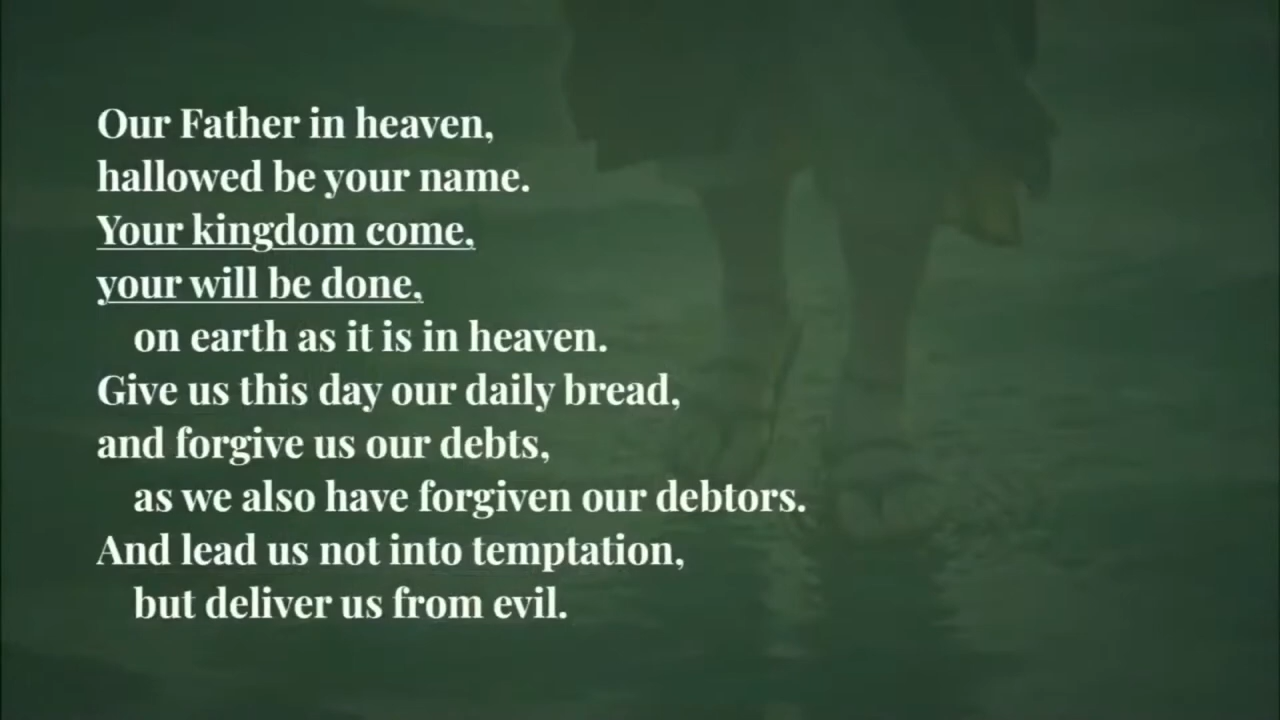 Our Father in heaven,
hallowed be your name.
Your kingdom come,
your will be done,
on earth as it is in heaven.
Give us this day our daily bread,
and forgive us our debts,
as we also have forgiven our debtors.
And lead us not into temptation,
but deliver us from evil.